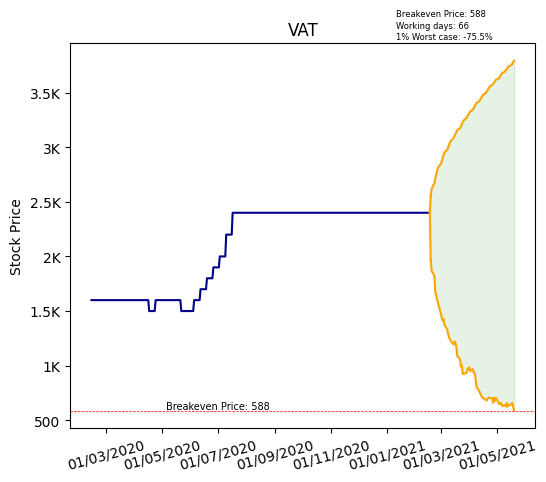 Breakeven Price: 588
Working days: 66
1% Worst case: -75.5%
VAT
Stock Price
3.5K
3K
2.5K
2K
1.5K
1K
500
Breakeven Price: 588
01/03/2020
01/05/2020
01/07/2020
01/09/2020
01/11/2020
01/01/2021
01/03/2021
01/05/2021